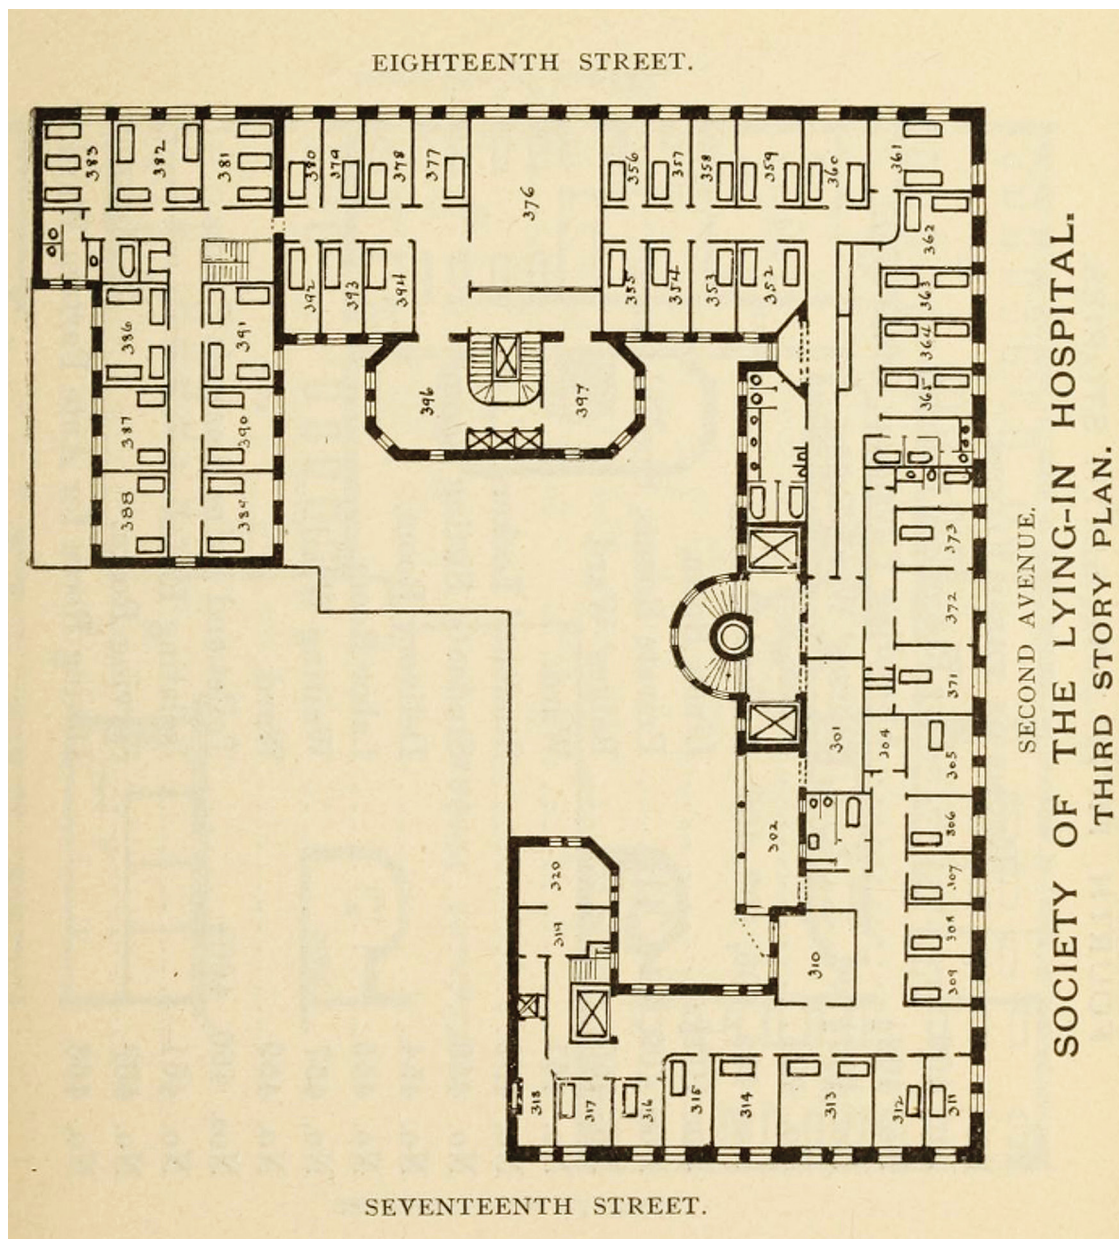 EIGHTEENTH STREET.
383 382 381 380 379 378 377 376 356 357 358 359 360 361
362
392 393 394 355 354 353 352
363
386 391 364
365
396 397
387 390
388 389
373
372
371
301 304 305
302 306
307
320
319 308
310 309
318 317 316 315 314 313 312 311
SEVENTEENTH STREET.
SECOND AVENUE.
SOCIETY OF THE LYING-IN HOSPITAL.
THIRD STORY PLAN.